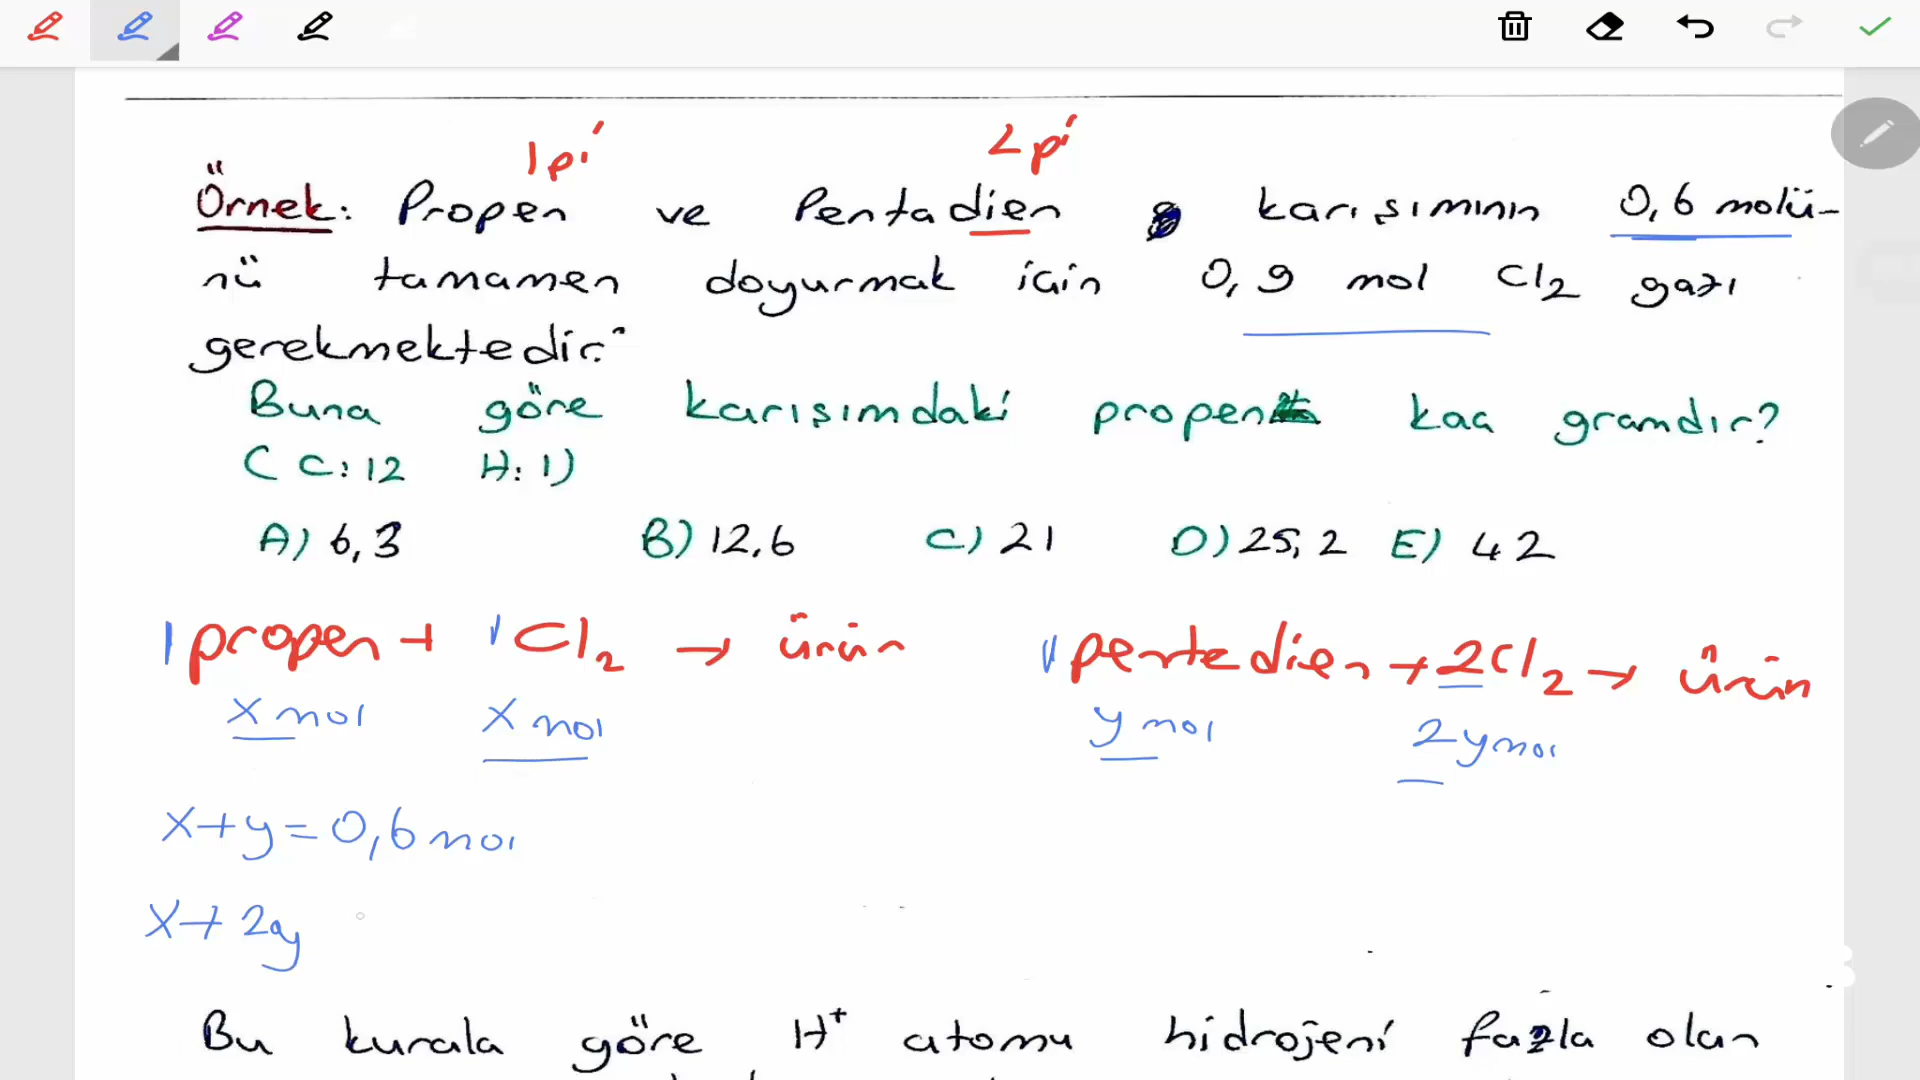 1pi 2pi
Örnek: Propen ve Pentadien karışımının 0,6 molü-
nü tamamen doyurmak için 0,9 mol Cl2 gazı
gerekmektedir.
Buna göre karışımdaki propen kaç gramdır?
( C:12 H:1)
A) 6,3 B) 12,6 C) 21 D) 25,2 E) 42
1 propen + 1 Cl2 → ürün 1 pentadien + 2Cl2 → ürün
x mol x mol y mol 2y mol
x+y=0,6 mol
x+2y
Bu kurala göre H+ atomu hidrojeni fazla olan